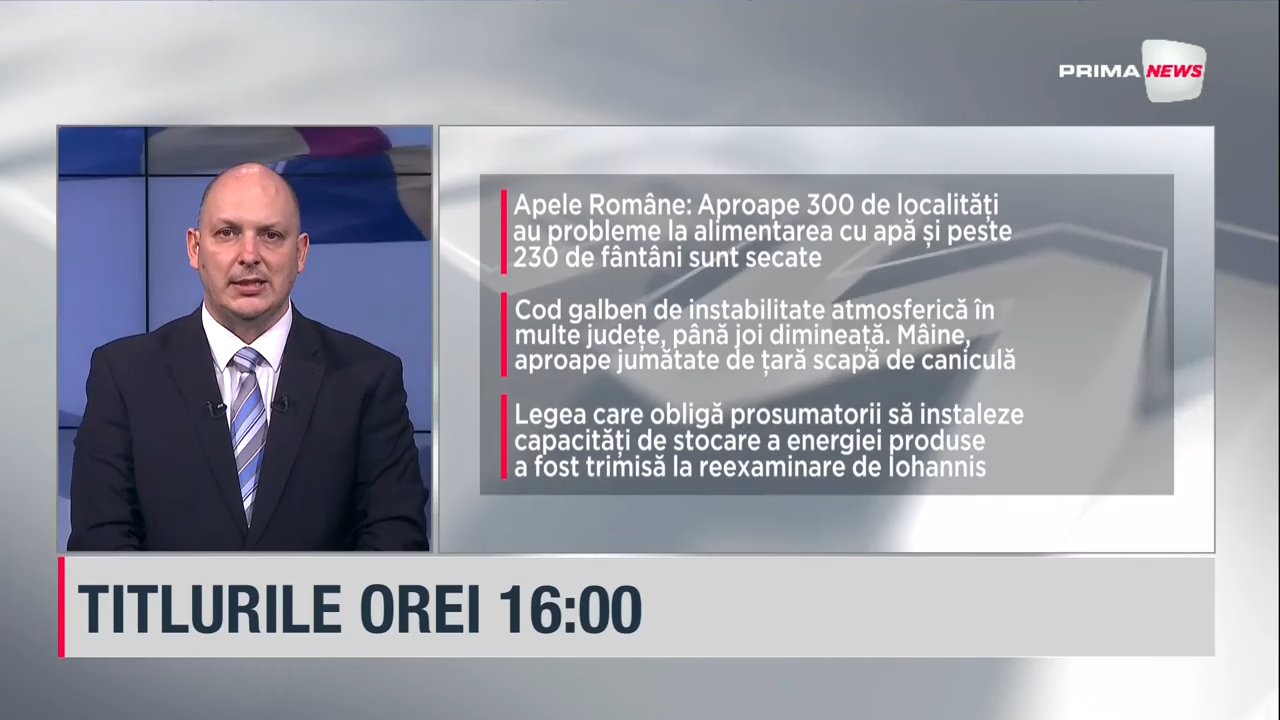 PRIMA NEWS
Apele Române: Aproape 300 de localități
au probleme la alimentarea cu apă și peste
230 de fântâni sunt secate
Cod galben de instabilitate atmosferică în
multe județe, până joi dimineață. Mâine,
aproape jumătate de țară scapă de caniculă
Legea care obligă prosumatorii să instaleze
capacități de stocare a energiei produse
a fost trimisă la reexaminare de Iohannis
TITLURILE OREI 16:00